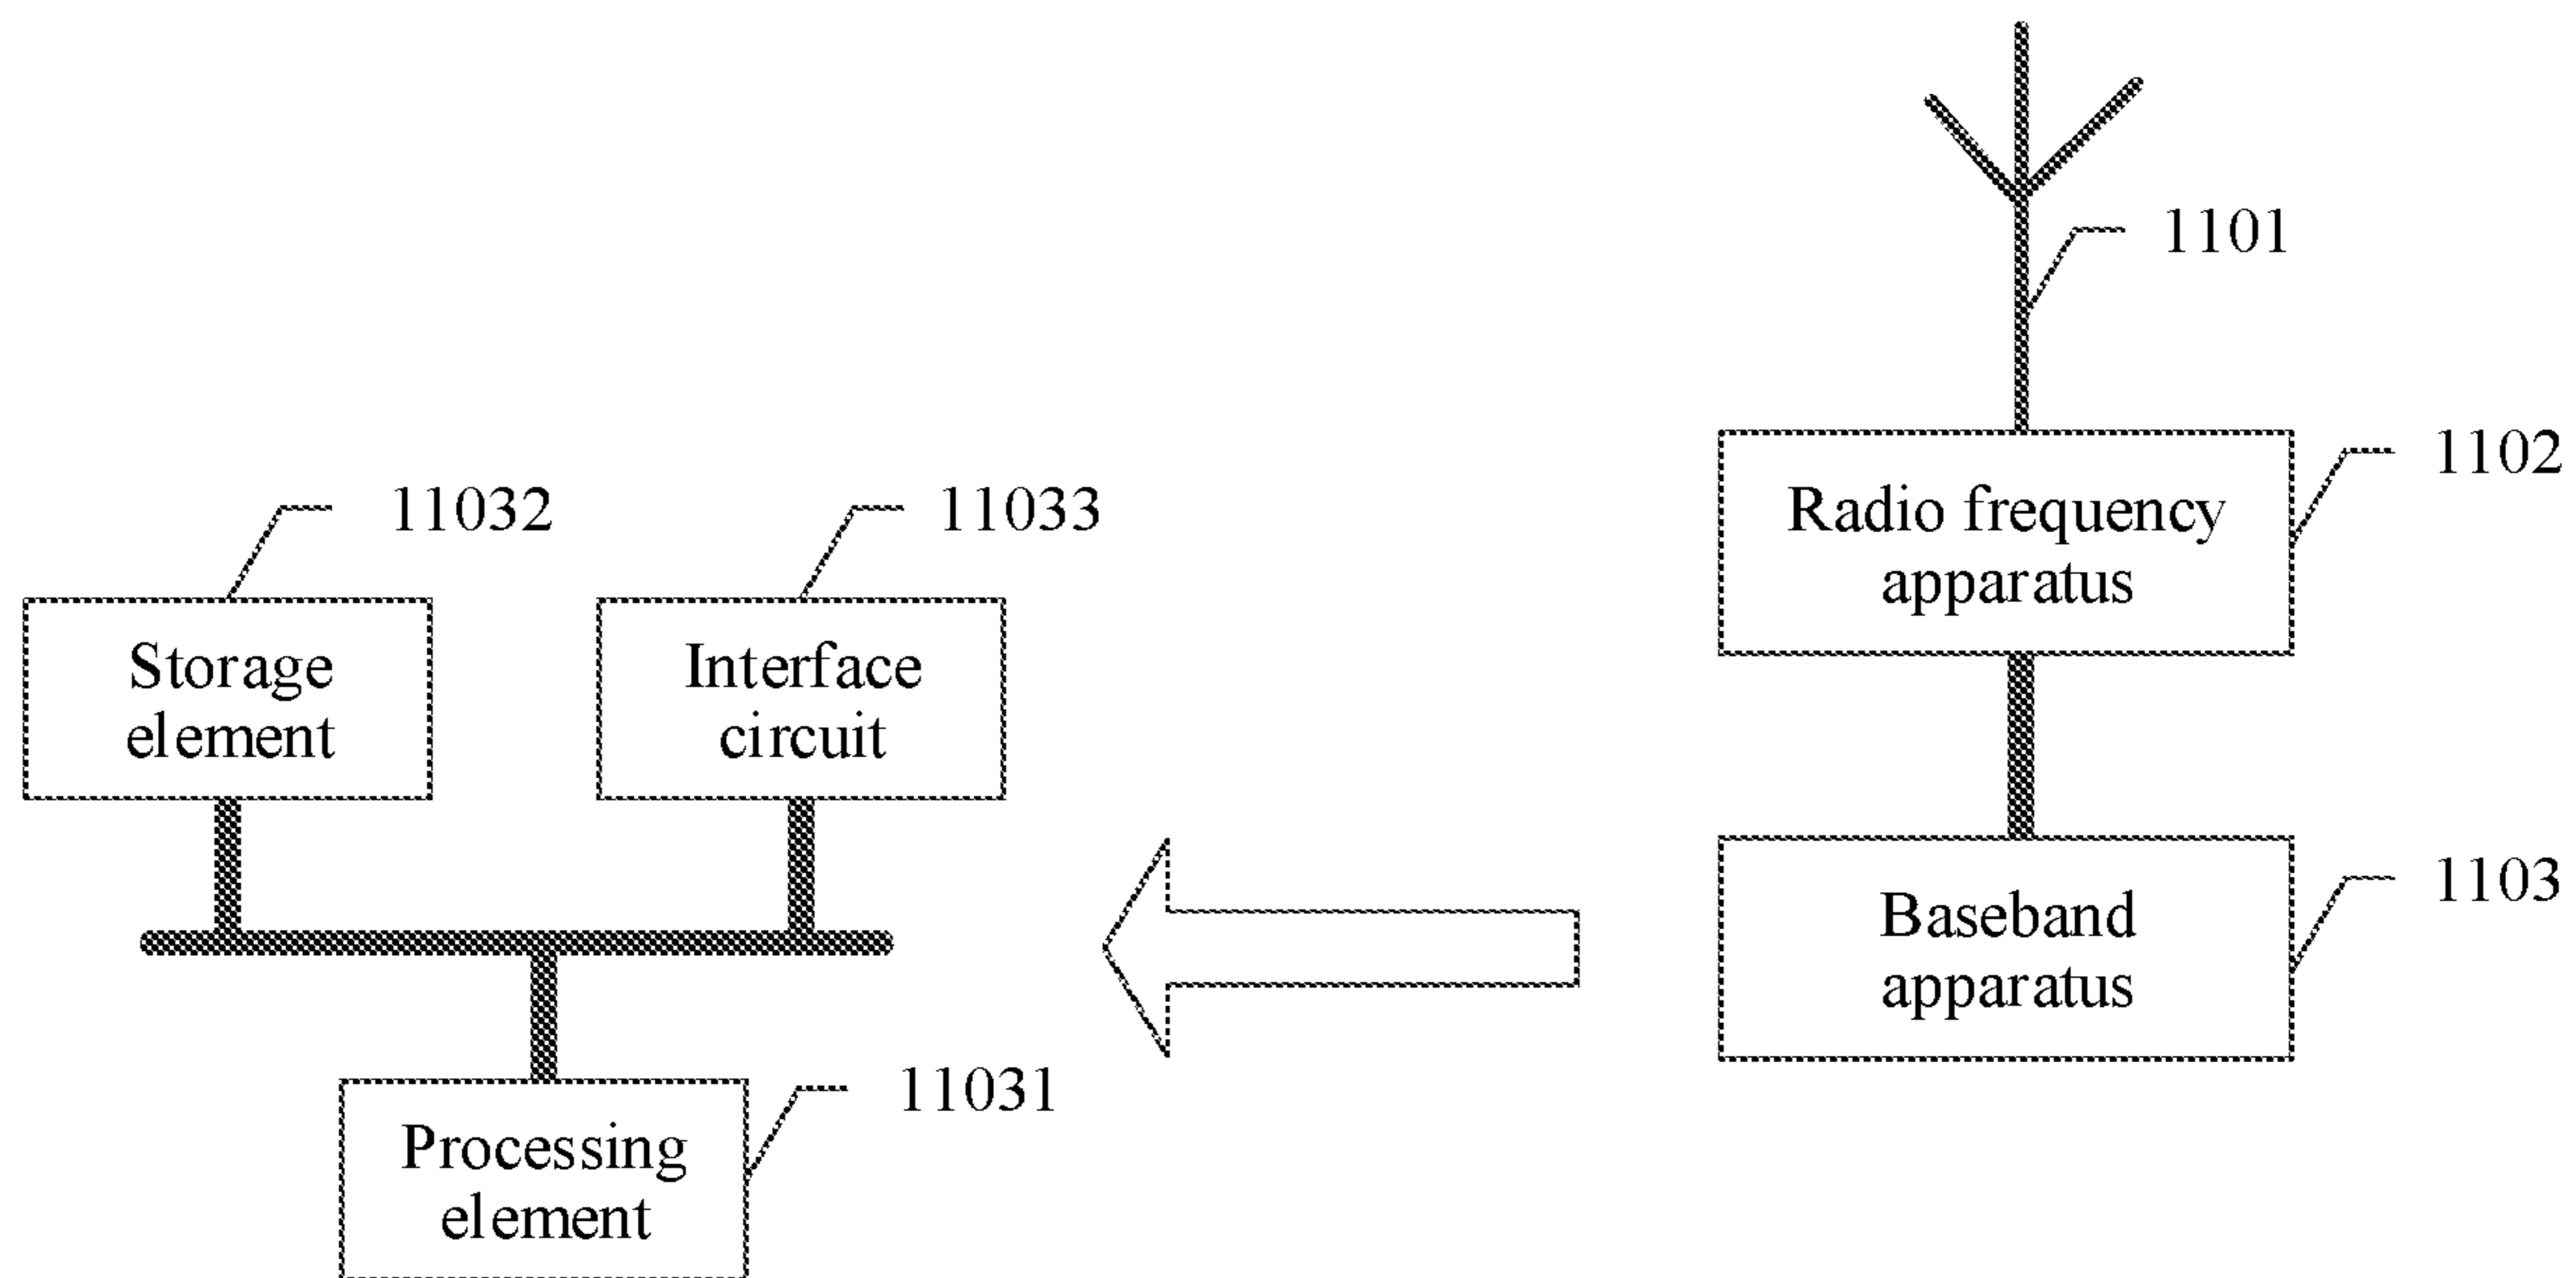 1101
1102
Radio frequency
apparatus
11032
11033
Storage
element
Interface
circuit
1103
Baseband
apparatus
11031
Processing
element